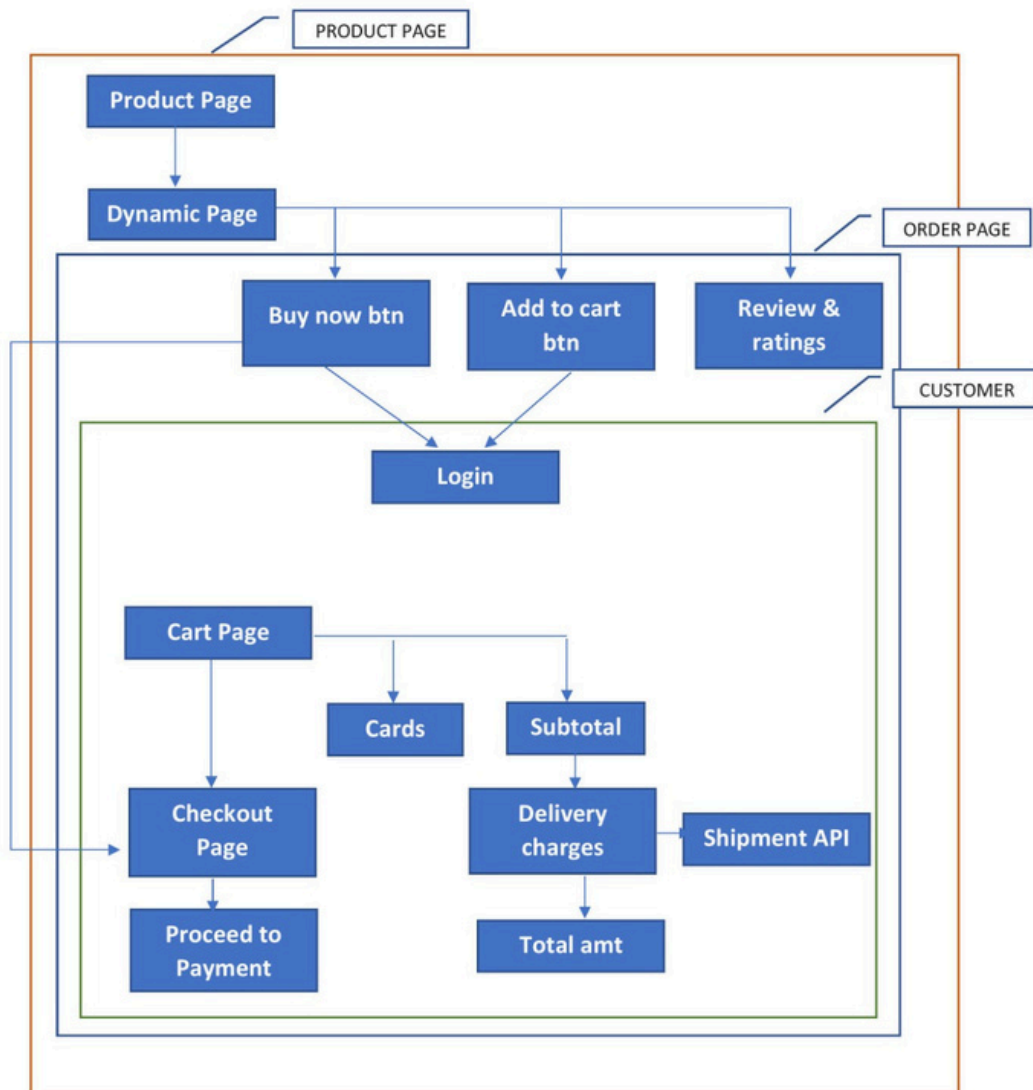 PRODUCT PAGE
Product Page
Dynamic Page
ORDER PAGE
Buy now btn
Add to cart
btn
Review &
ratings
CUSTOMER
Login
Cart Page
Cards
Subtotal
Checkout
Page
Delivery
charges
Shipment API
Proceed to
Payment
Total amt